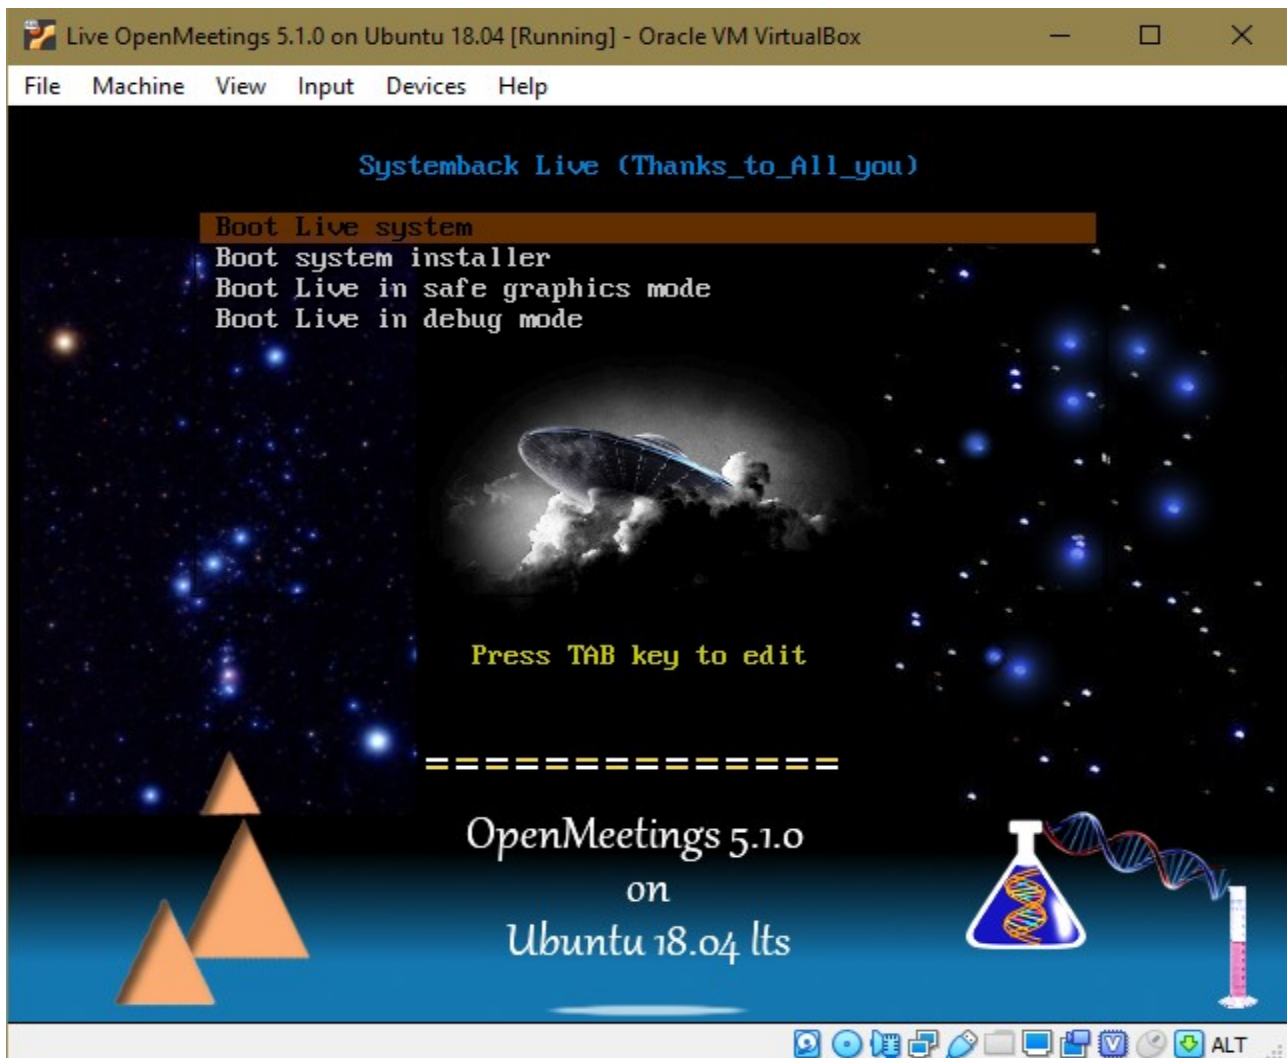 Live OpenMeetings 5.1.0 on Ubuntu 18.04 [Running] - Oracle VM VirtualBox
File Machine View Input Devices Help
Systemback Live (Thanks_to_All_you)
Boot Live system
Boot system installer
Boot Live in safe graphics mode
Boot Live in debug mode
Press TAB key to edit
==============
OpenMeetings 5.1.0
on
Ubuntu 18.04 lts
ALT